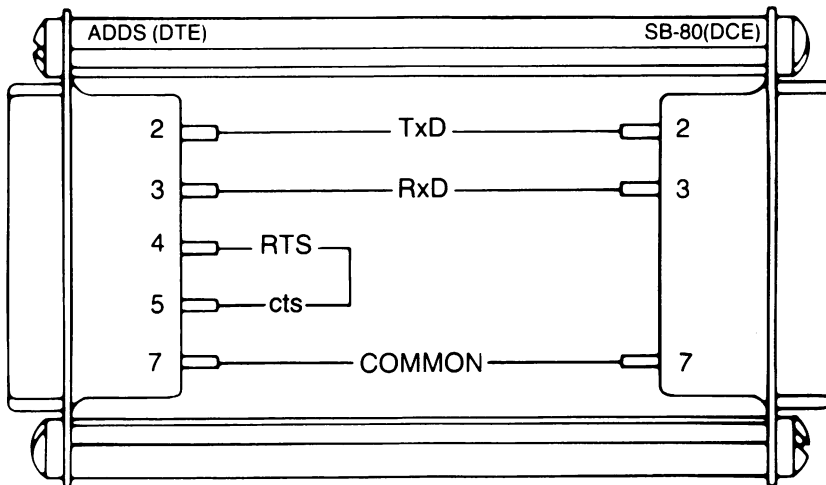 ADDS (DTE) SB-80(DCE)
2 TxD 2
3 RxD 3
4 RTS
5 cts
7 COMMON 7